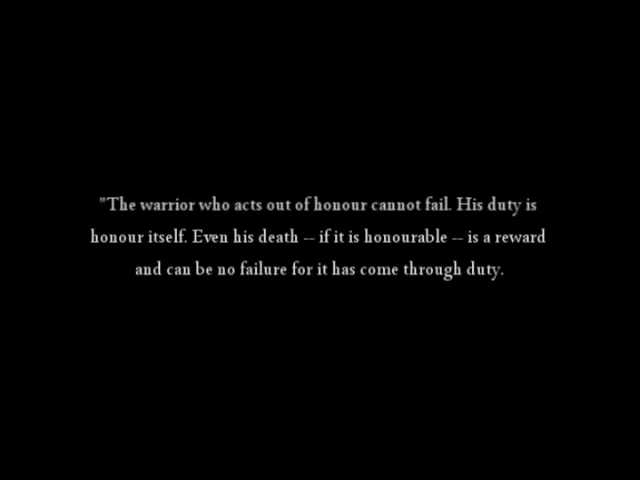 "The warrior who acts out of honour cannot fail. His duty is
honour itself. Even his death -- if it is honourable -- is a reward
and can be no failure for it has come through duty.